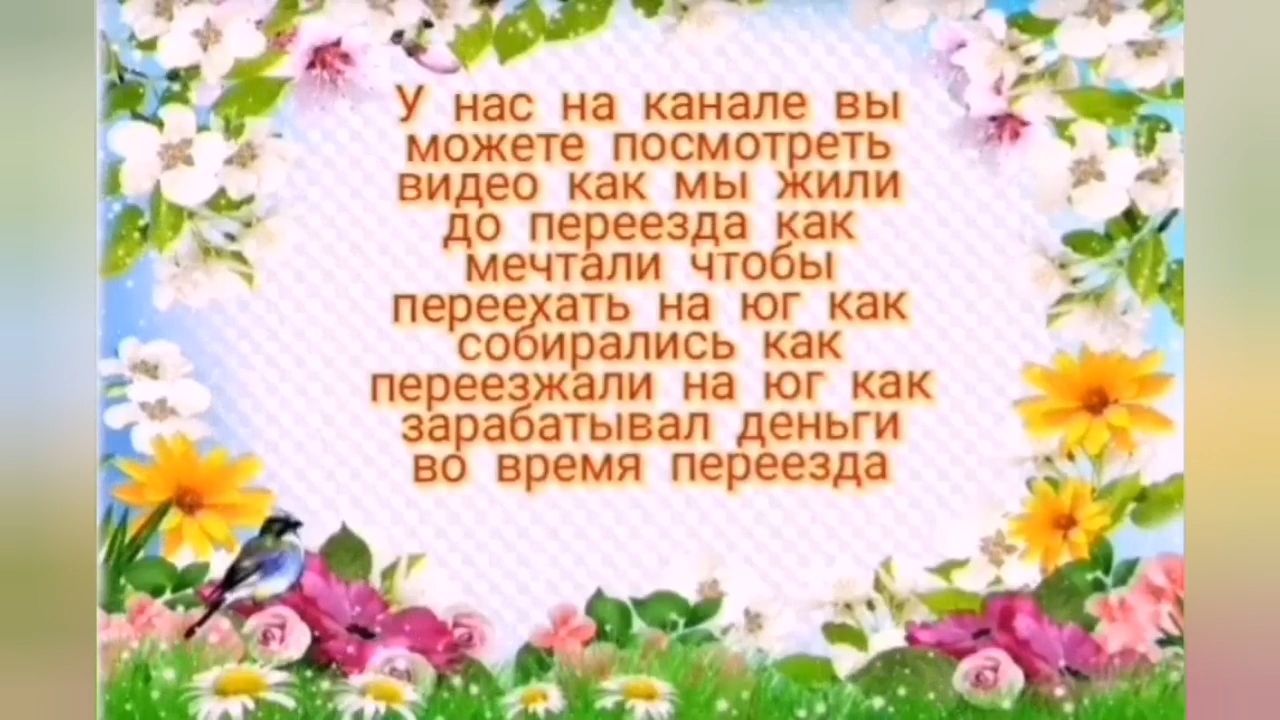 У нас на канале вы
можете посмотреть
видео как мы жили
до переезда как
мечтали чтобы
переехать на юг как
собирались как
переезжали на юг как
зарабатывал деньги
во время переезда